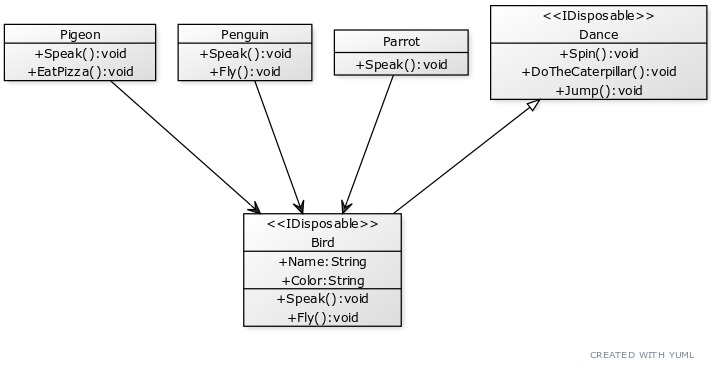 Pigeon
+Speak():void
+EatPizza():void
Penguin
+Speak():void
+Fly():void
Parrot
+Speak():void
<<IDisposable>>
Dance
+Spin():void
+DoTheCaterpillar():void
+Jump():void
<<IDisposable>>
Bird
+Name:String
+Color:String
+Speak():void
+Fly():void
CREATED WITH YUML